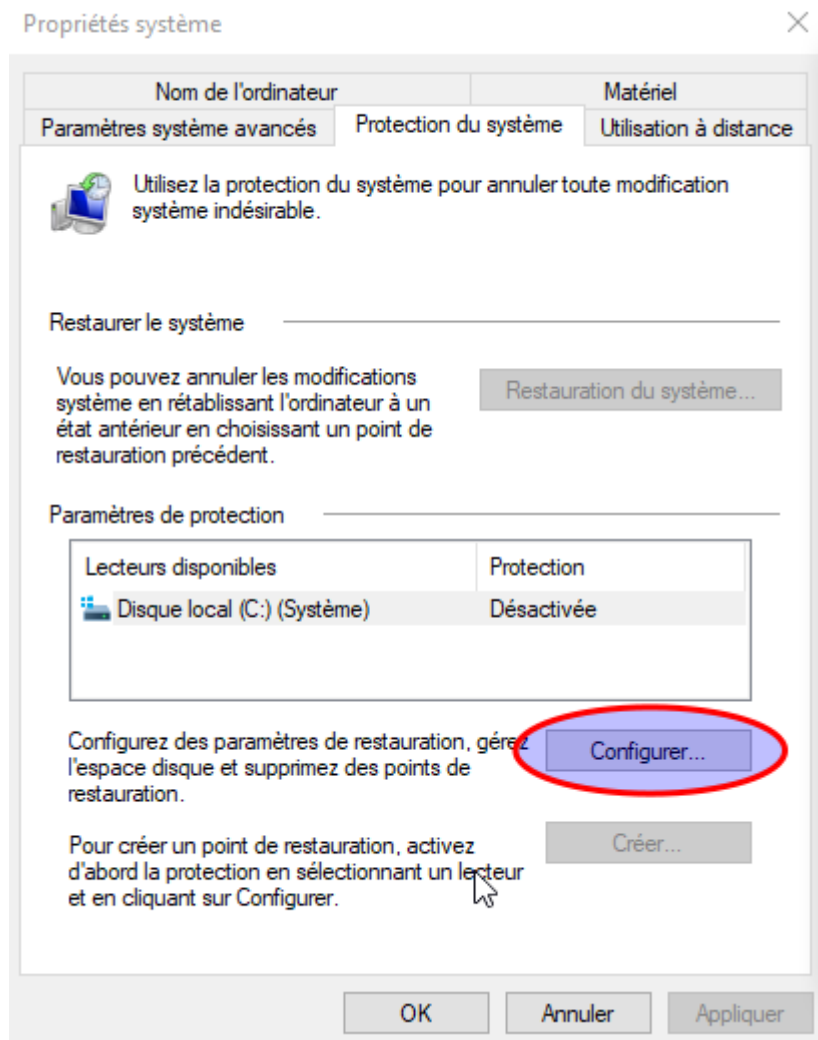 Propriétés système
Nom de l'ordinateur
Matériel
Paramètres système avancés
Protection du système
Utilisation à distance
Utilisez la protection du système pour annuler toute modification
système indésirable.
Restaurer le système
Vous pouvez annuler les modifications
système en rétablissant l'ordinateur à un
état antérieur en choisissant un point de
restauration précédent.
Restauration du système...
Paramètres de protection
Lecteurs disponibles
Protection
Disque local (C:) (Système)
Désactivée
Configurez des paramètres de restauration, gérez
l'espace disque et supprimez des points de
restauration.
Configurer...
Pour créer un point de restauration, activez
d'abord la protection en sélectionnant un lecteur
et en cliquant sur Configurer.
Créer...
OK
Annuler
Appliquer